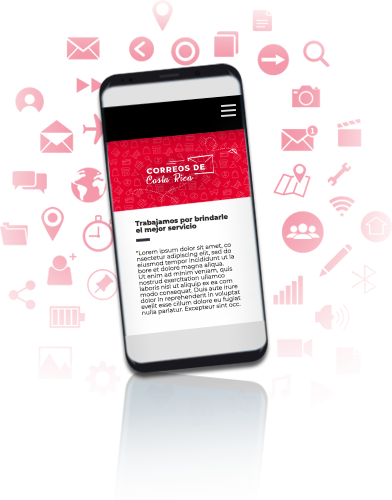 1
CORREOS DE
Costa Rica
Trabajamos por brindarle
el mejor servicio
"Lorem ipsum dolor sit amet, co
nsectetur adipiscing elit, sed do
eiusmod tempor incididunt ut la
bore et dolore magna aliqua.
Ut enim ad minim veniam, quis
nostrud exercitation ullamco
laboris nisi ut aliquip ex ea com
modo consequat. Duis aute irure
dolor in reprehenderit in voluptat
e velit esse cillum dolore eu fugiat
nulla pariatur. Excepteur sint occ.